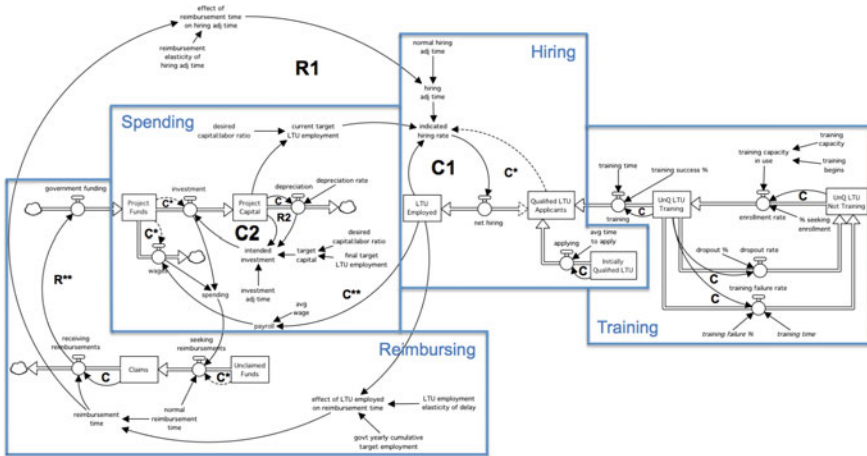 effect of
reimbursement time
on hiring adj time
reimbursement
elasticity of
hiring adj time
R1
Hiring
normal hiring
adj time
hiring
adj time
indicated
hiring rate
C1
C*
LTU
Employed
net hiring
Qualified LTU
Applicants
applying
avg time
to apply
C
Initially
Qualified LTU
Spending
desired
capital:labor ratio
current target
LTU employment
government funding
Project
Funds
C*
investment
Project
Capital
depreciation
C
R2
depreciation rate
C*
wages
C2
intended
investment
target
capital
desired
capital:labor ratio
final target
LTU employment
investment
adj time
spending
avg
wage
payroll
C**
R**
Training
training time
training success %
training
C
UnQ LTU
Training
training capacity
in use
training
capacity
training
begins
enrollment rate
C
% seeking
enrollment
UnQ LTU
Not Training
dropout %
dropout rate
C
training failure rate
C
training failure %
training time
Reimbursing
receiving
reimbursements
C
Claims
seeking
reimbursements
C*
Unclaimed
Funds
reimbursement
time
normal
reimbursement
time
effect of LTU employed
on reimbursement time
LTU employment
elasticity of delay
govt yearly cumulative
target employment